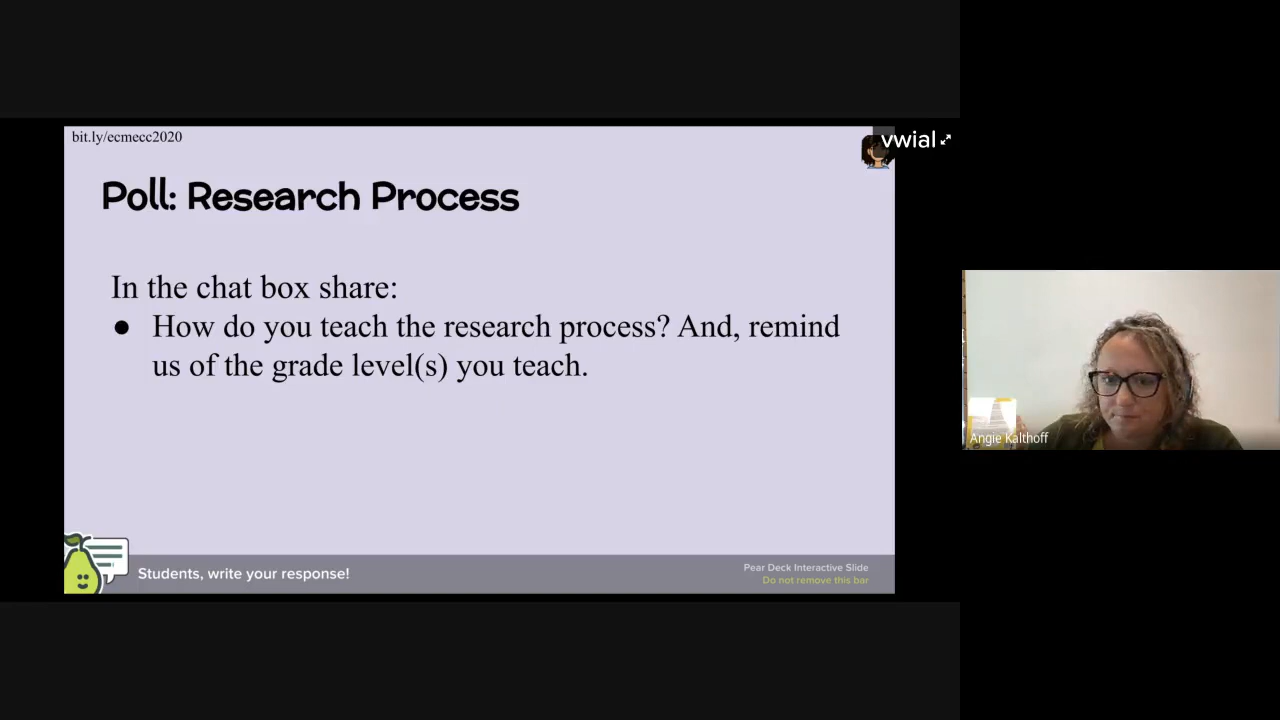 bit.ly/ecmecc2020
vwial
Poll: Research Process
In the chat box share:
● How do you teach the research process? And, remind
us of the grade level(s) you teach.
Angie Kalthoff
Students, write your response!
Pear Deck Interactive Slide
Do not remove this bar